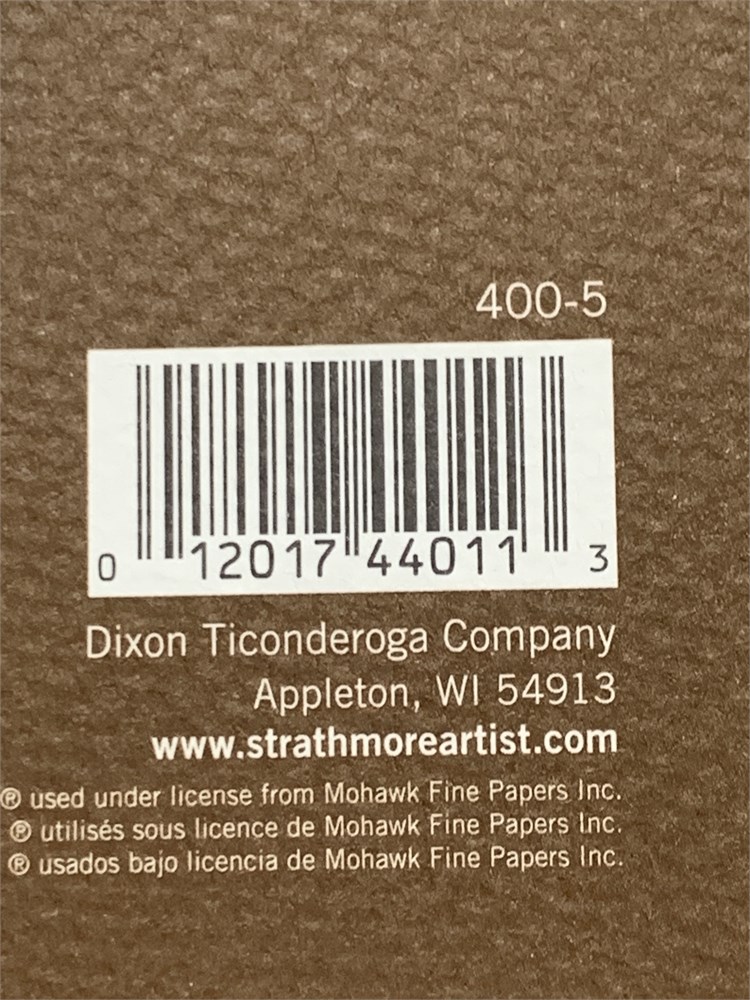 400-5
0 12017 44011 3
Dixon Ticonderoga Company
Appleton, WI 54913
www.strathmoreartist.com
® used under license from Mohawk Fine Papers Inc.
® utilisés sous licence de Mohawk Fine Papers Inc.
® usados bajo licencia de Mohawk Fine Papers Inc.